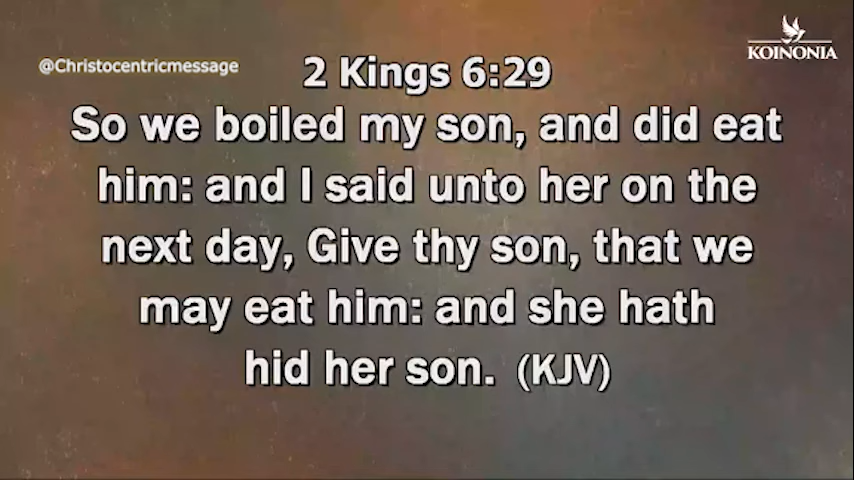 @Christocentricmessage
KOINONIA
2 Kings 6:29
So we boiled my son, and did eat
him: and I said unto her on the
next day, Give thy son, that we
may eat him: and she hath
hid her son. (KJV)